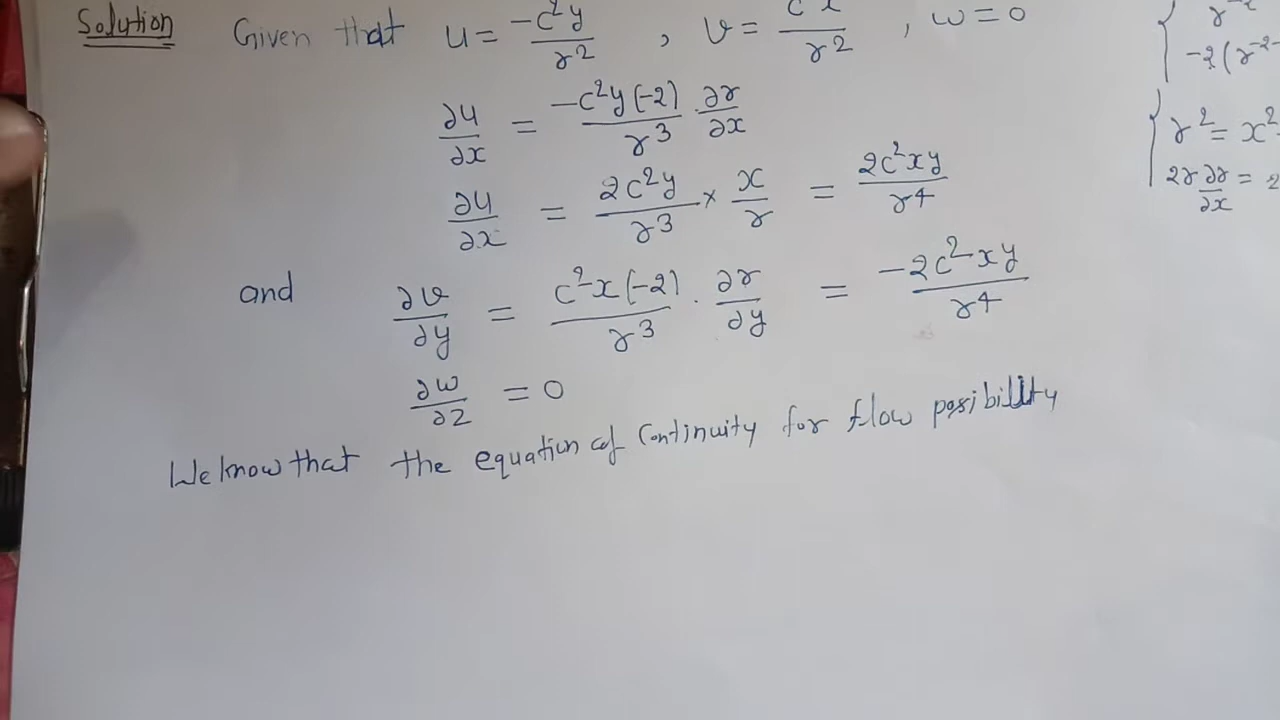 Solution Given that u = -c²y/r² , v = c²x/r² , w = 0
∂u/∂x = -c²y(-2)/r³ · ∂r/∂x
∂u/∂x = 2c²y/r³ × x/r = 2c²xy/r⁴
and ∂v/∂y = c²x(-2)/r³ · ∂r/∂y = -2c²xy/r⁴
∂w/∂z = 0
We know that the equation of Continuity for flow posibility
r² = x²
2r ∂r/∂x = 2